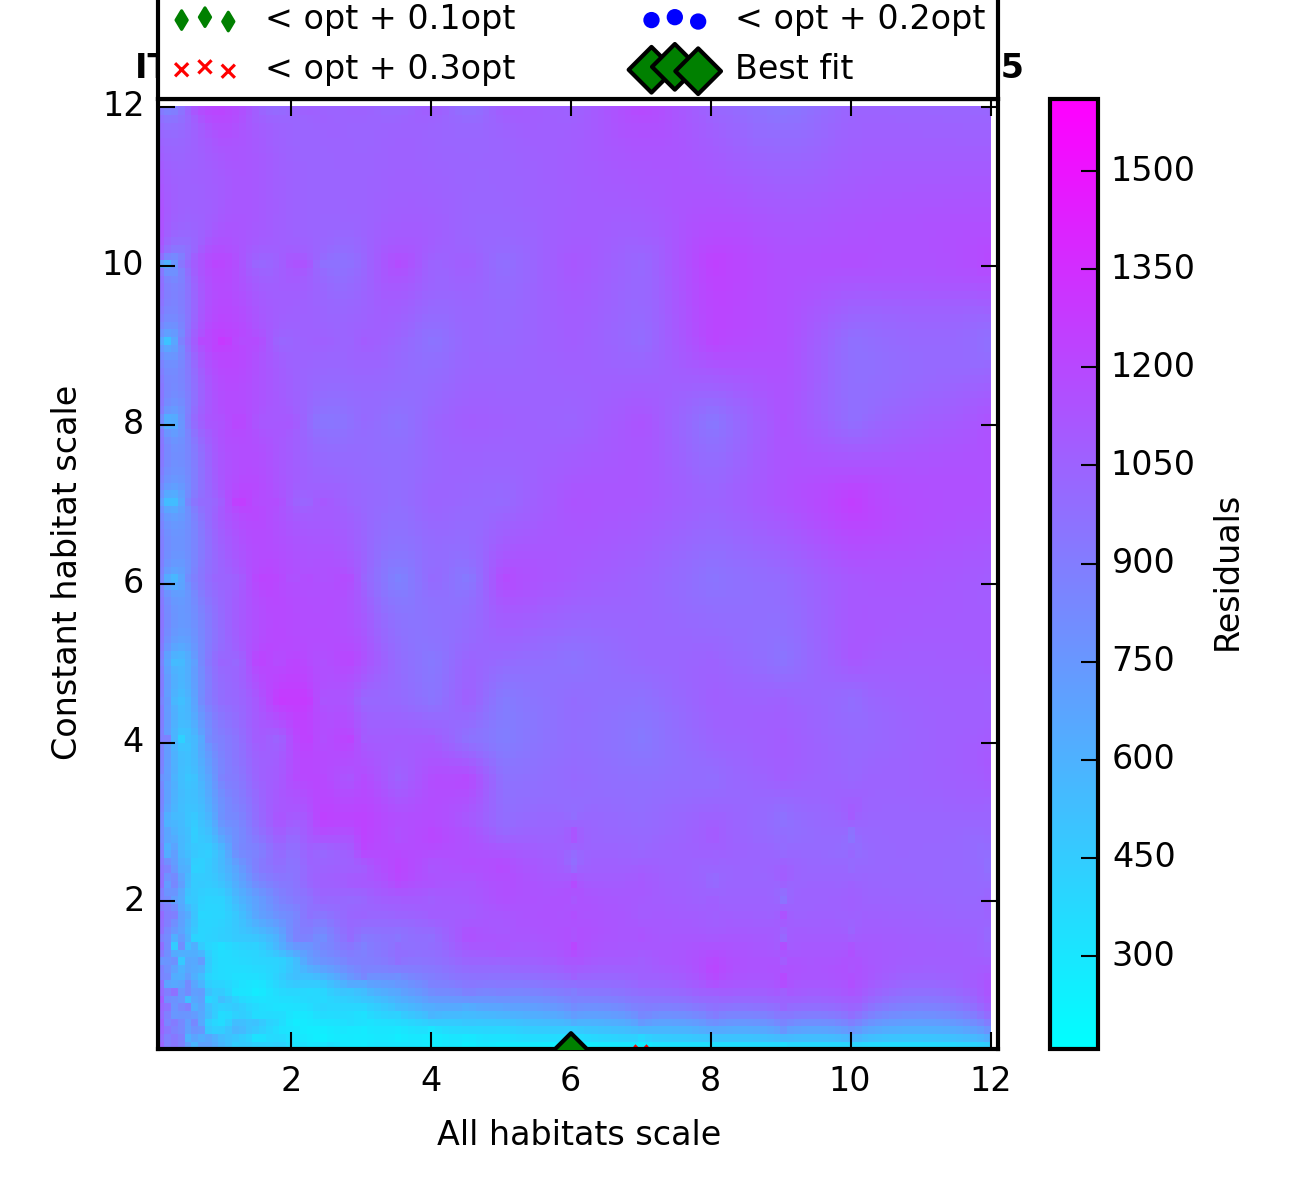 < opt + 0.1opt
< opt + 0.2opt
< opt + 0.3opt
Best fit
5
12
10
8
6
4
2
Constant habitat scale
2 4 6 8 10 12
All habitats scale
1500
1350
1200
1050
900
750
600
450
300
Residuals